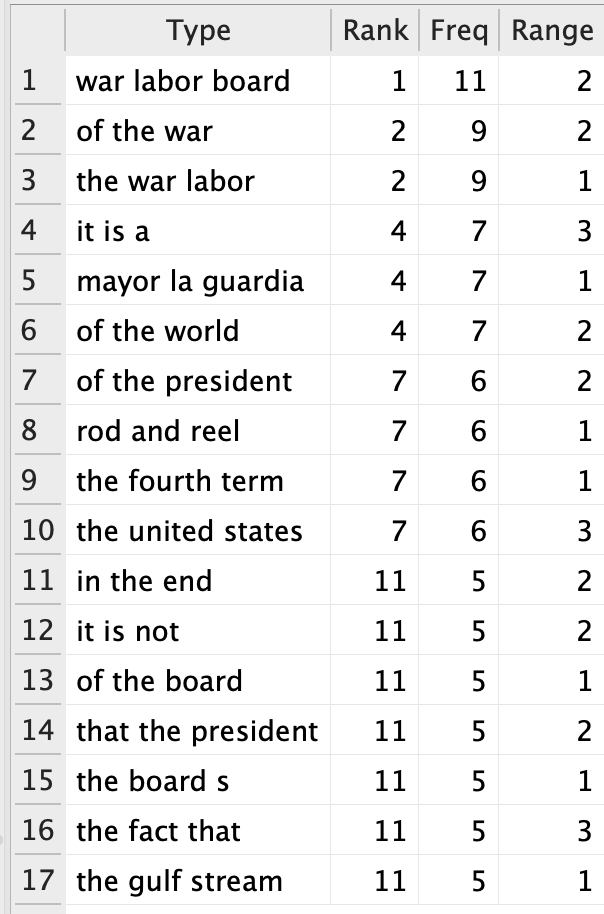 Type Rank Freq Range
1 war labor board 1 11 2
2 of the war 2 9 2
3 the war labor 2 9 1
4 it is a 4 7 3
5 mayor la guardia 4 7 1
6 of the world 4 7 2
7 of the president 7 6 2
8 rod and reel 7 6 1
9 the fourth term 7 6 1
10 the united states 7 6 3
11 in the end 11 5 2
12 it is not 11 5 2
13 of the board 11 5 1
14 that the president 11 5 2
15 the board s 11 5 1
16 the fact that 11 5 3
17 the gulf stream 11 5 1